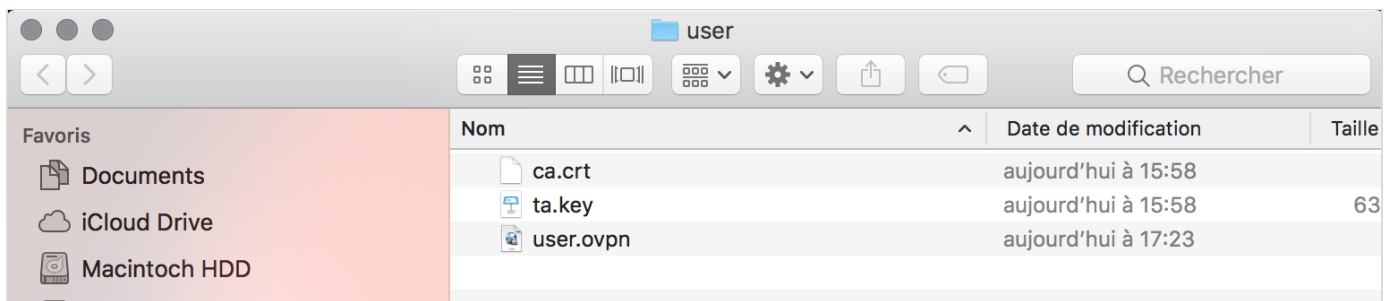 user
Rechercher
Favoris
Documents
iCloud Drive
Macintoch HDD
Nom Date de modification Taille
ca.crt aujourd’hui à 15:58
ta.key aujourd’hui à 15:58 63
user.ovpn aujourd’hui à 17:23